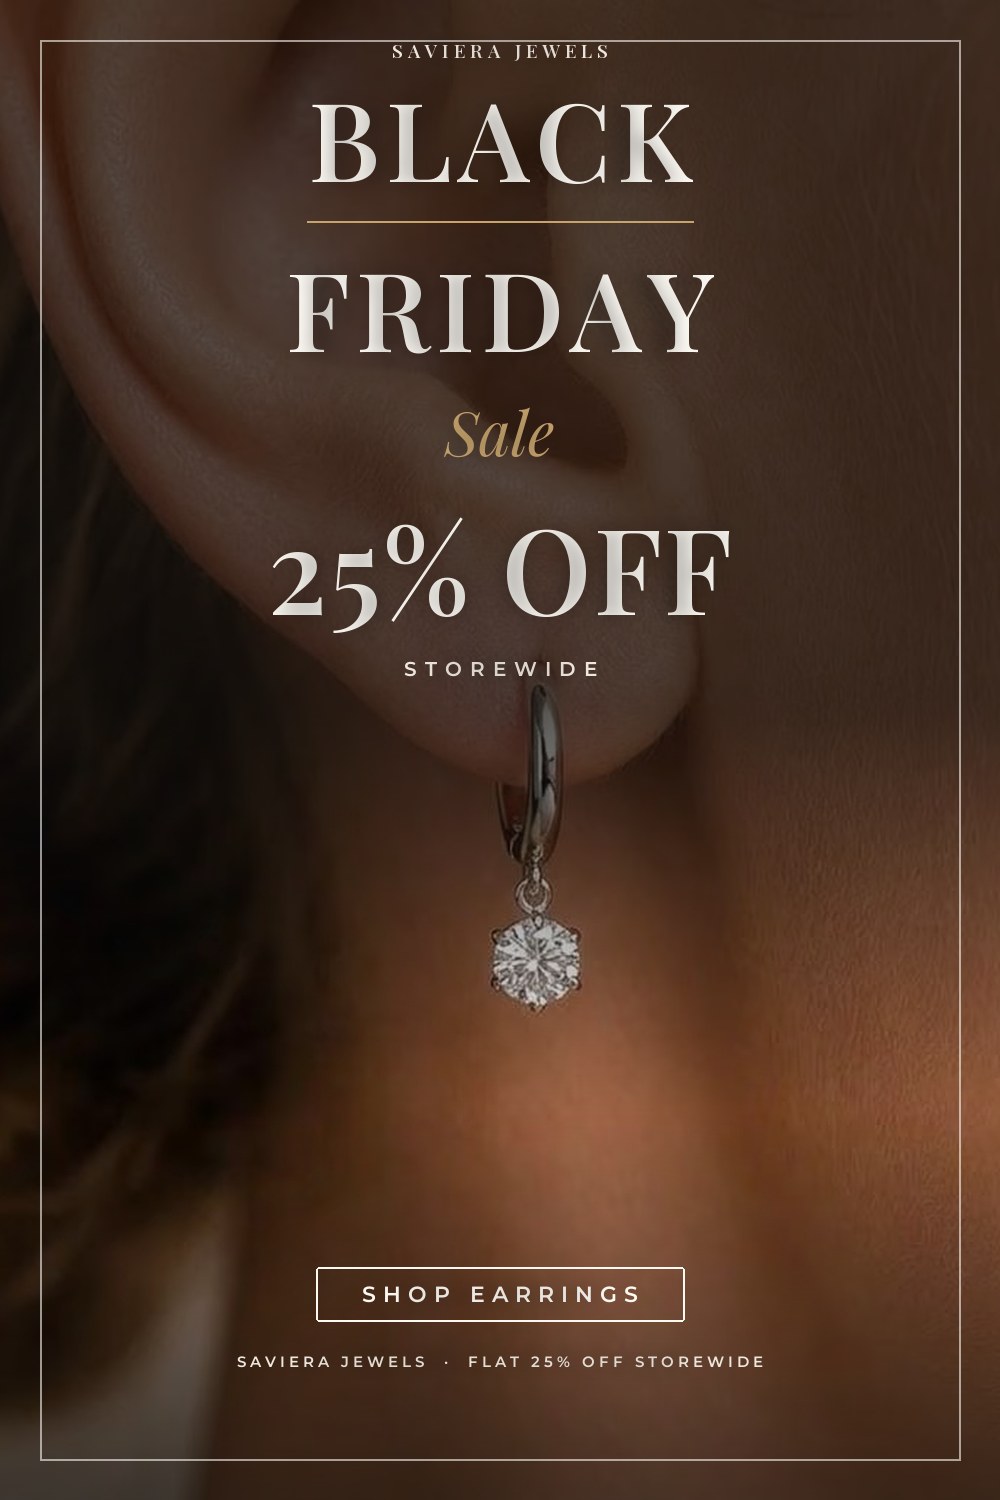 SAVIERA JEWELS
BLACK
FRIDAY
Sale
25% OFF
STOREWIDE
SHOP EARRINGS
SAVIERA JEWELS · FLAT 25% OFF STOREWIDE